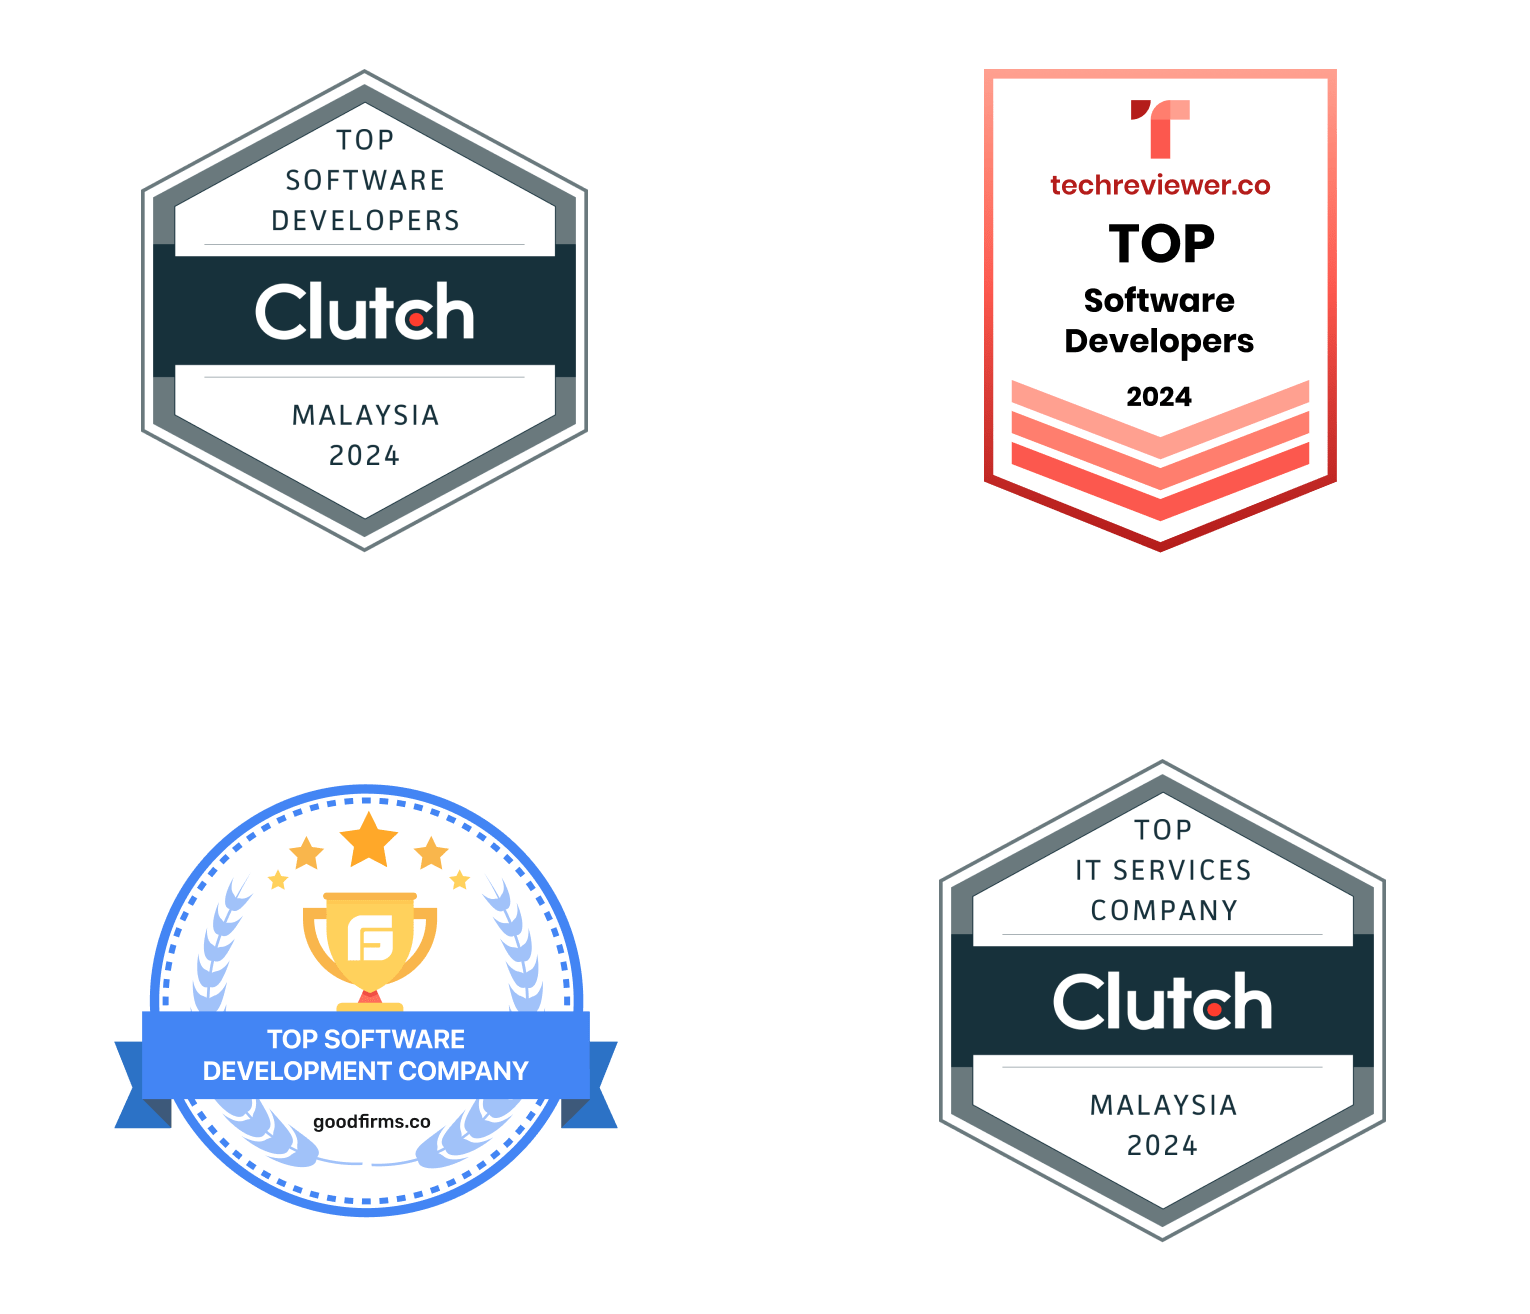 TOP
SOFTWARE
DEVELOPERS
Clutch
MALAYSIA
2024
techreviewer.co
TOP
Software
Developers
2024
TOP SOFTWARE
DEVELOPMENT COMPANY
goodfirms.co
TOP
IT SERVICES
COMPANY
Clutch
MALAYSIA
2024